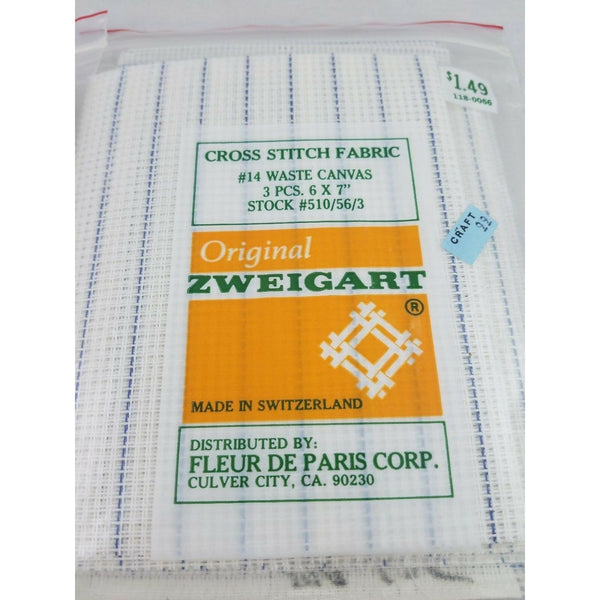 $1.49
118-0066
CROSS STITCH FABRIC
#14 WASTE CANVAS
3 PCS. 6 X 7"
STOCK #510/56/3
CRAFT
Original
ZWEIGART
®
MADE IN SWITZERLAND
DISTRIBUTED BY:
FLEUR DE PARIS CORP.
CULVER CITY, CA. 90230